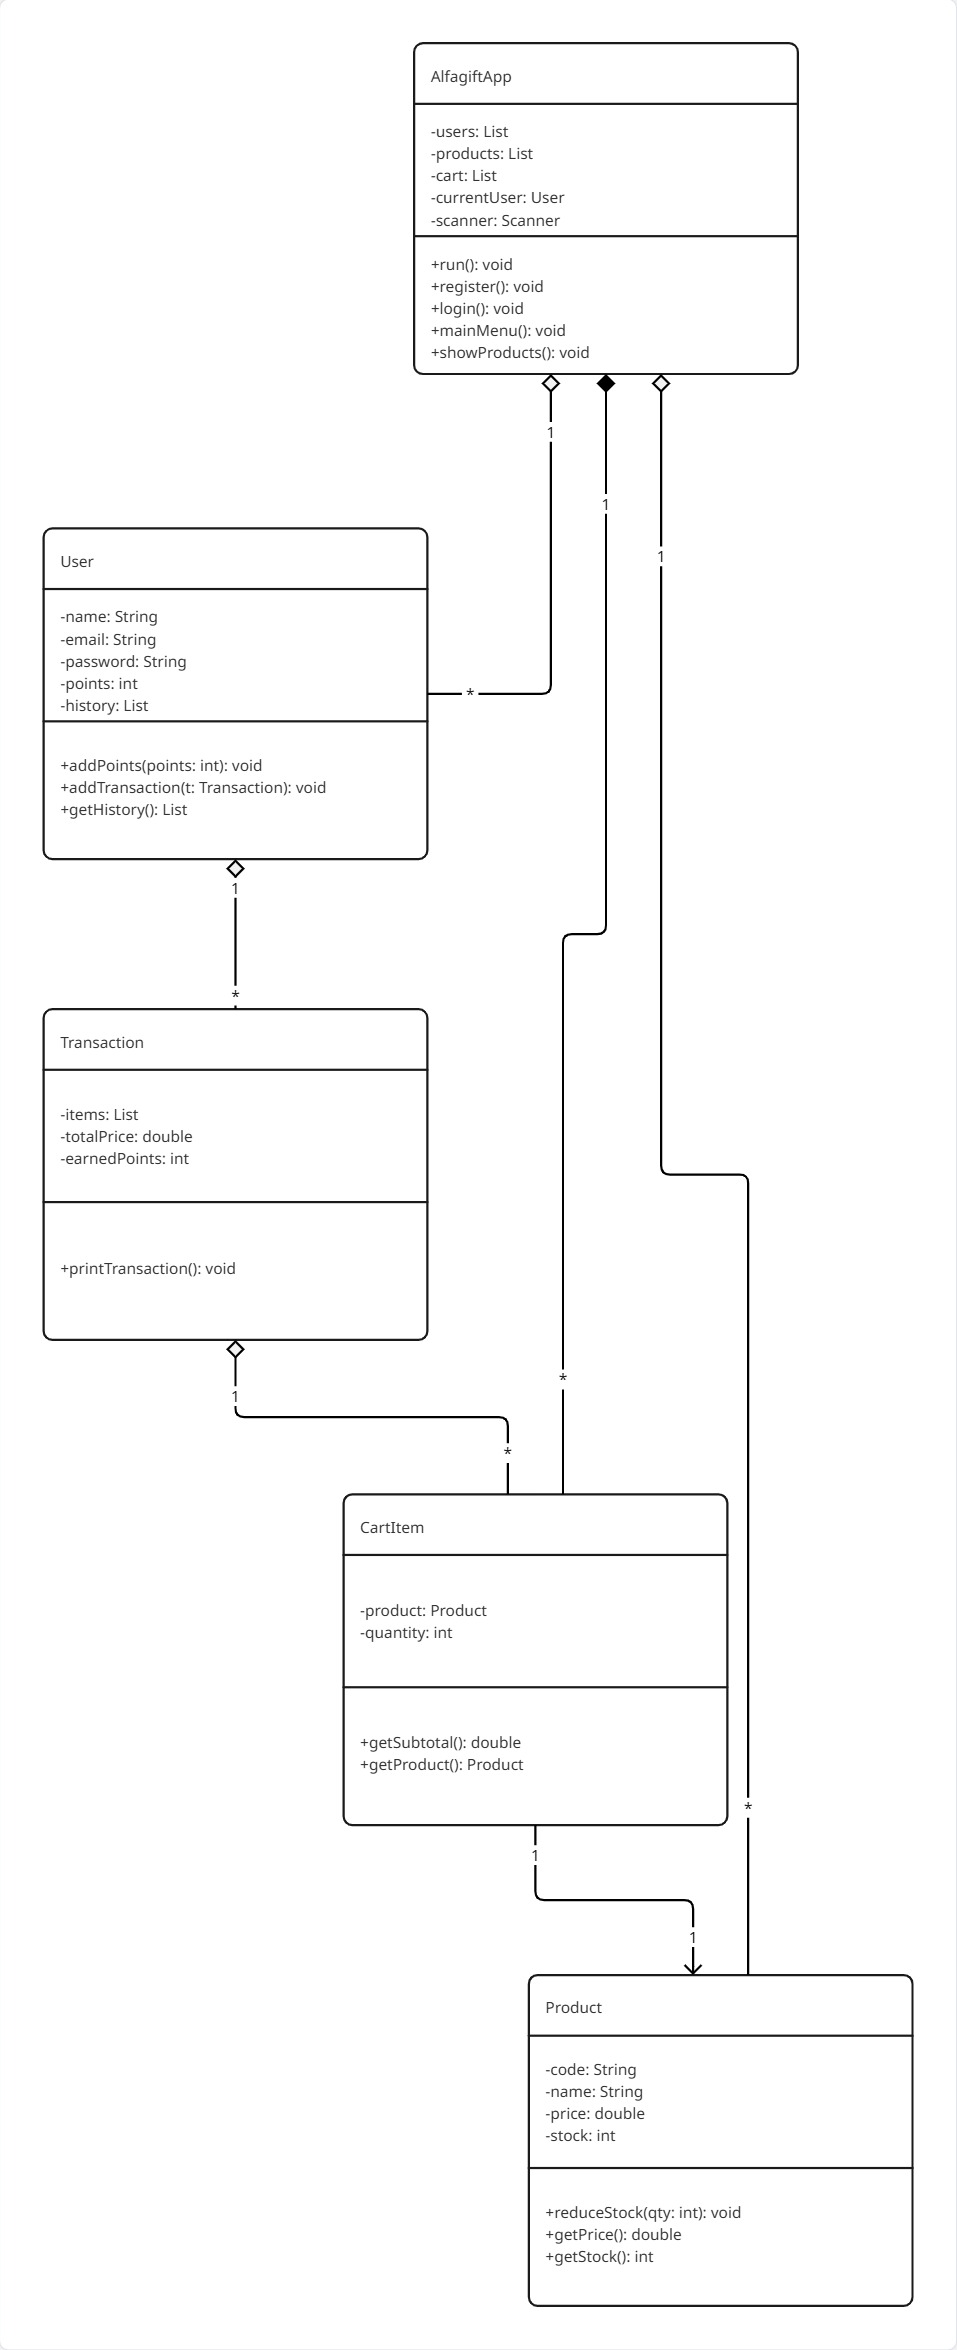 AlfagiftApp
-users: List
-products: List
-cart: List
-currentUser: User
-scanner: Scanner
+run(): void
+register(): void
+login(): void
+mainMenu(): void
+showProducts(): void
1
1
1
User
-name: String
-email: String
-password: String
-points: int
-history: List
*
+addPoints(points: int): void
+addTransaction(t: Transaction): void
+getHistory(): List
1
*
Transaction
-items: List
-totalPrice: double
-earnedPoints: int
+printTransaction(): void
1
*
*
CartItem
-product: Product
-quantity: int
+getSubtotal(): double
+getProduct(): Product
*
1
1
Product
-code: String
-name: String
-price: double
-stock: int
+reduceStock(qty: int): void
+getPrice(): double
+getStock(): int